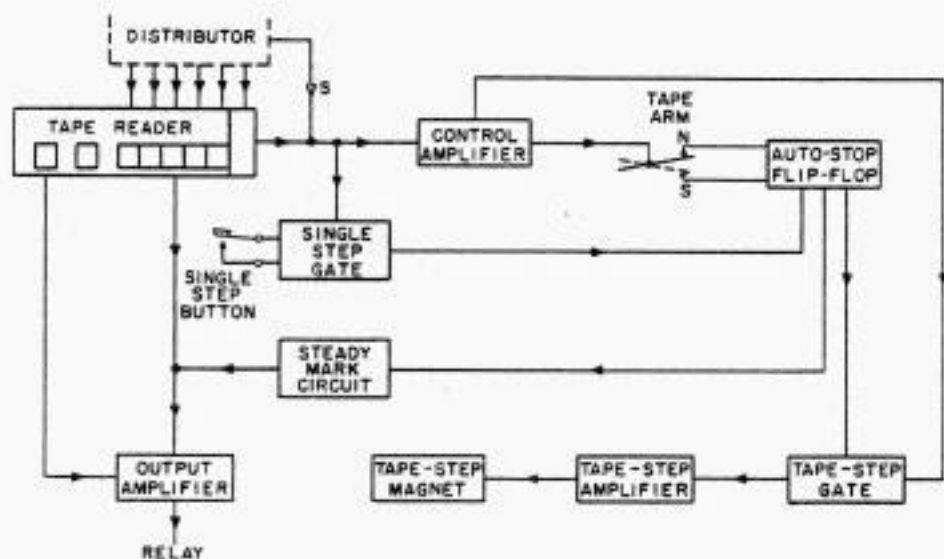 DISTRIBUTOR
S
TAPE READER
CONTROL
AMPLIFIER
TAPE
ARM
N
S
AUTO-STOP
FLIP-FLOP
SINGLE
STEP
GATE
SINGLE
STEP
BUTTON
STEADY
MARK
CIRCUIT
OUTPUT
AMPLIFIER
TAPE-STEP
MAGNET
TAPE-STEP
AMPLIFIER
TAPE-STEP
GATE
RELAY